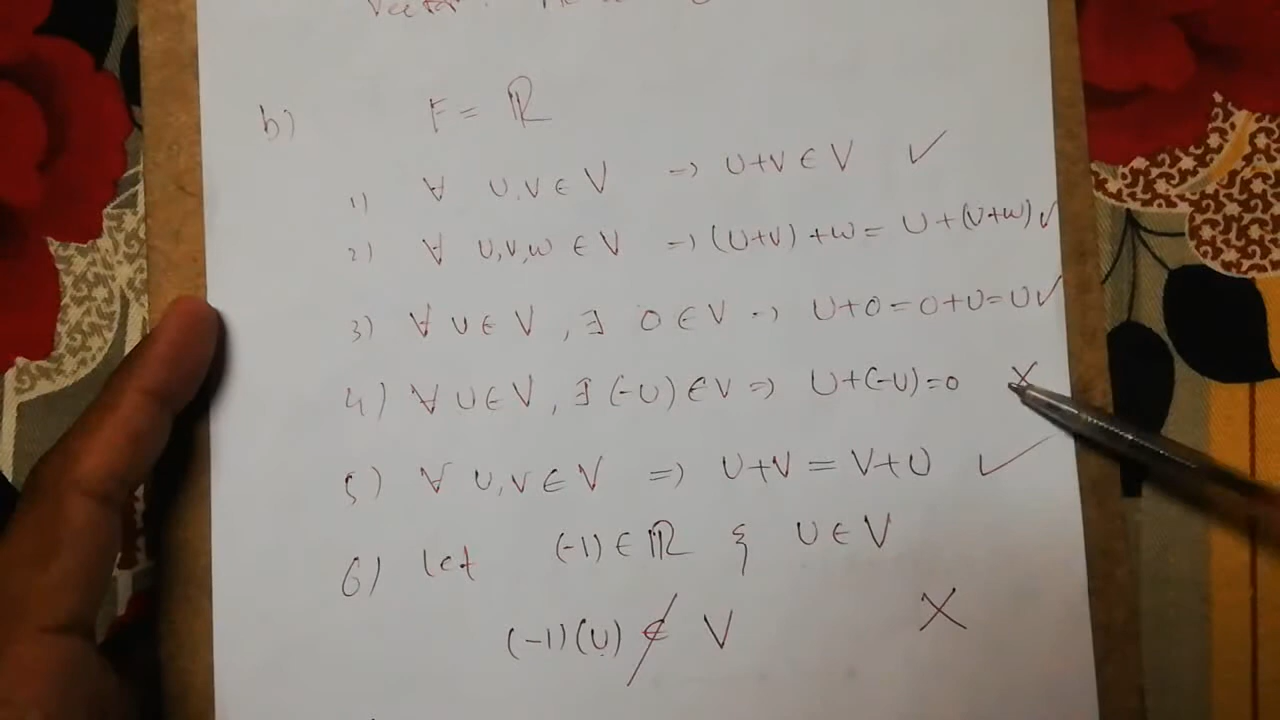 b) F = ℝ
1) ∀ U, V ∈ V ⇒ U+V ∈ V ✓
2) ∀ U, V, W ∈ V ⇒ (U+V)+W = U+(V+W) ✓
3) ∀ U ∈ V, ∃ 0 ∈ V ⇒ U+0 = 0+U = U ✓
4) ∀ U ∈ V, ∃ (-U) ∈ V ⇒ U+(-U) = 0 ✗
5) ∀ U, V ∈ V ⇒ U+V = V+U ✓
6) let (-1) ∈ ℝ & U ∈ V
(-1)(U) ∉ V ✗